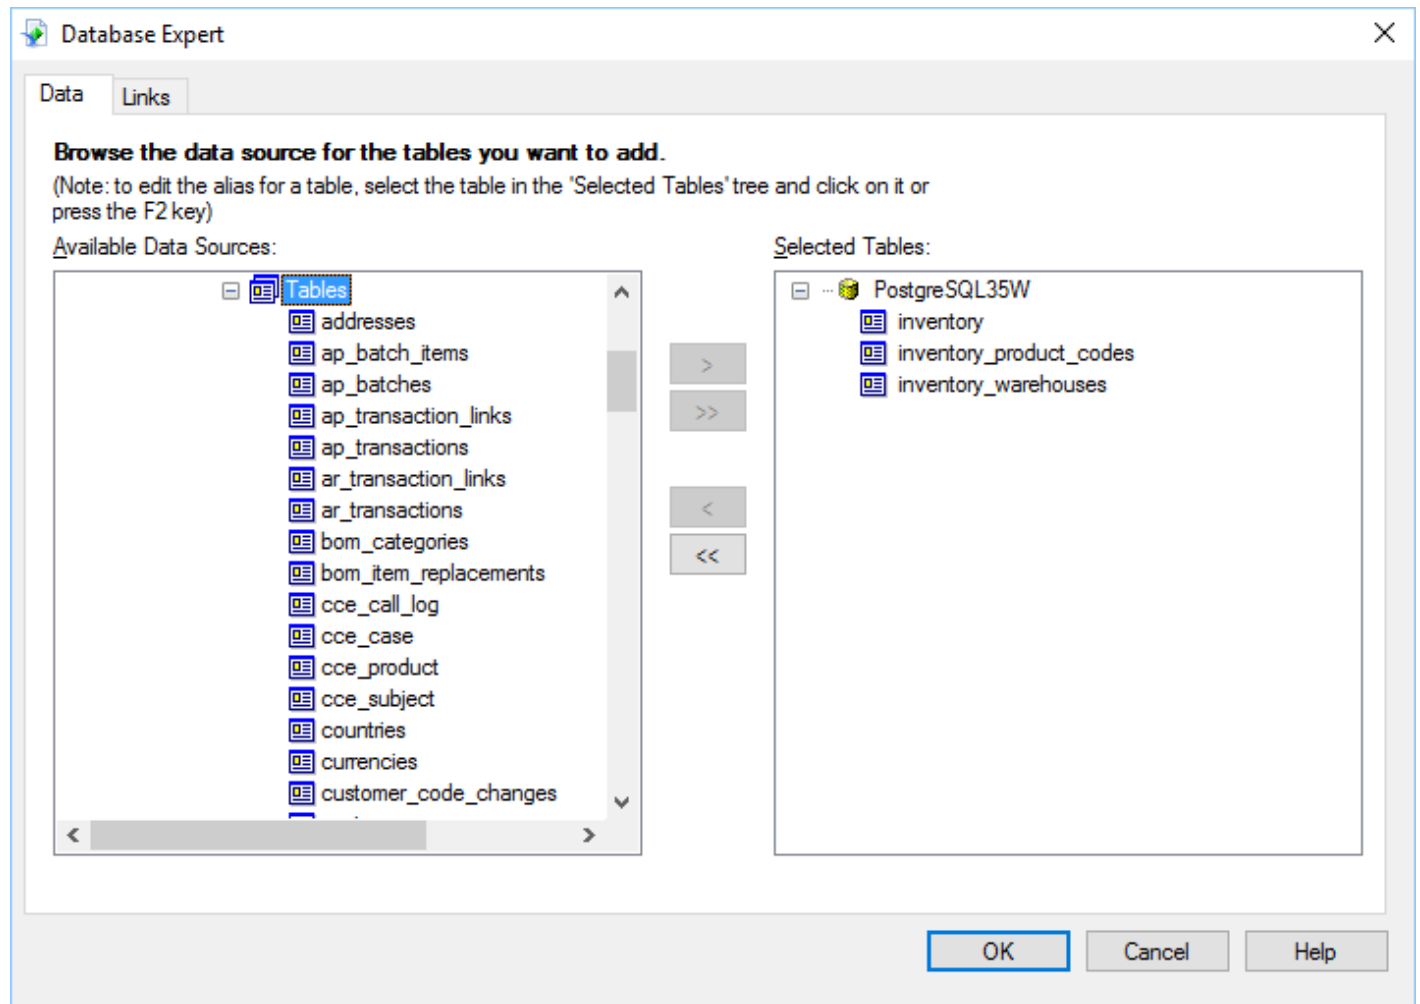 Database Expert
Data
Links
Browse the data source for the tables you want to add.
(Note: to edit the alias for a table, select the table in the 'Selected Tables' tree and click on it or
press the F2 key)
Available Data Sources:
Tables
addresses
ap_batch_items
ap_batches
ap_transaction_links
ap_transactions
ar_transaction_links
ar_transactions
bom_categories
bom_item_replacements
cce_call_log
cce_case
cce_product
cce_subject
countries
currencies
customer_code_changes
>
>>
<
<<
Selected Tables:
PostgreSQL35W
inventory
inventory_product_codes
inventory_warehouses
OK
Cancel
Help